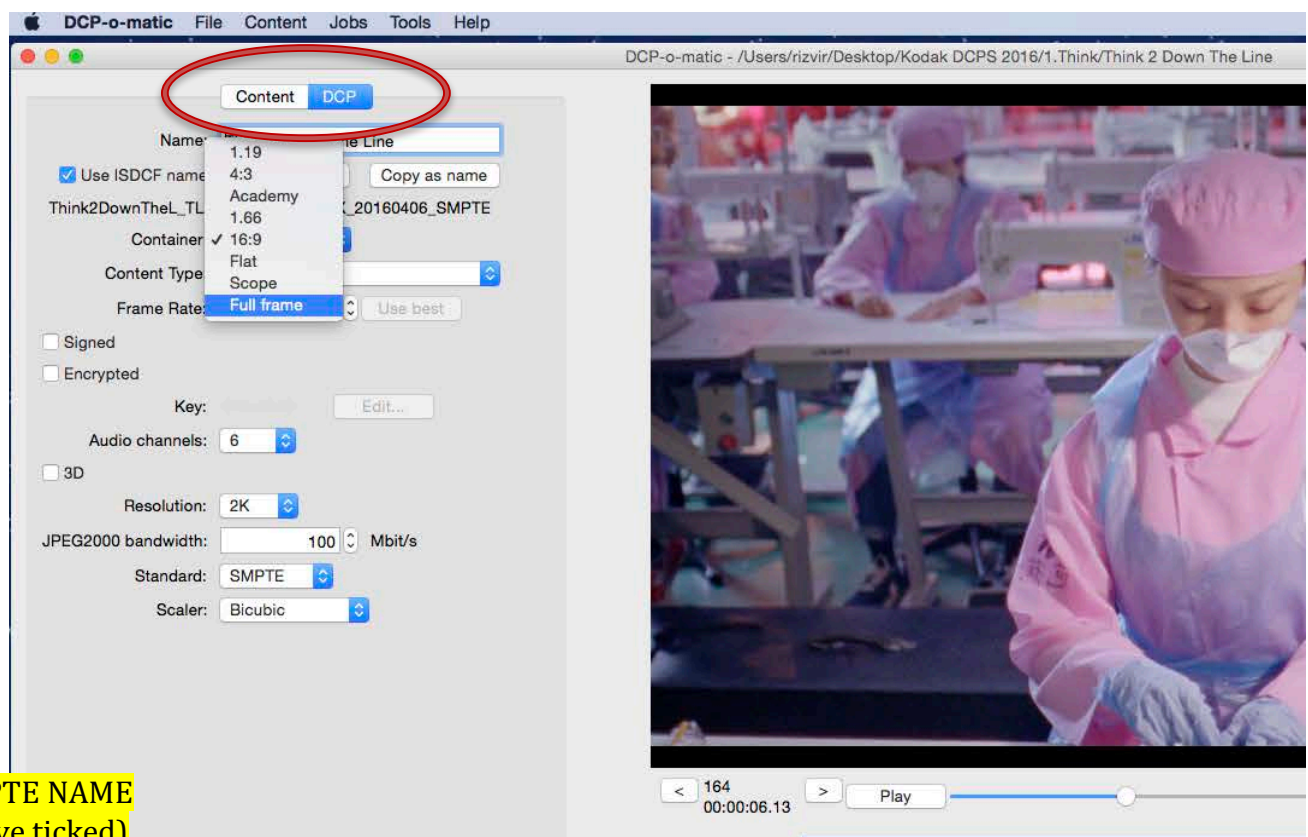 DCP-o-matic File Content Jobs Tools Help
DCP-o-matic - /Users/rizvir/Desktop/Kodak DCPS 2016/1.Think/Think 2 Down The Line
Content DCP
Name: Line
1.19
Use ISDCF name 4:3 Copy as name
Academy
Think2DownTheL_TL _20160406_SMPTE
1.66
Container ✓ 16:9
Flat
Content Type
Scope
Frame Rate: Full frame Use best
Signed
Encrypted
Key: Edit...
Audio channels: 6
3D
Resolution: 2K
JPEG2000 bandwidth: 100 Mbit/s
Standard: SMPTE
Scaler: Bicubic
< 164 > Play
00:00:06.13
PTE NAME
ve ticked)